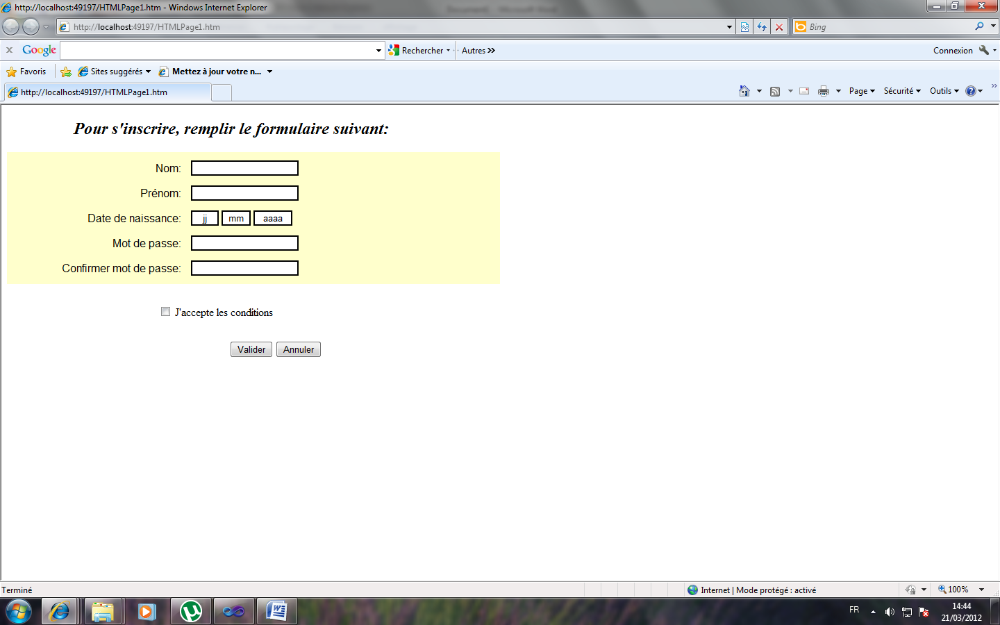 http://localhost:49197/HTMLPage1.htm - Windows Internet Explorer
http://localhost:49197/HTMLPage1.htm
Bing
Google
Rechercher
Autres
Connexion
Favoris
Sites suggérés
Mettez à jour votre n...
http://localhost:49197/HTMLPage1.htm
Page
Sécurité
Outils
Pour s'inscrire, remplir le formulaire suivant:
Nom:
Prénom:
Date de naissance: jj mm aaaa
Mot de passe:
Confirmer mot de passe:
J'accepte les conditions
Valider Annuler
Terminé
Internet | Mode protégé : activé
100%
FR
14:44
21/03/2012